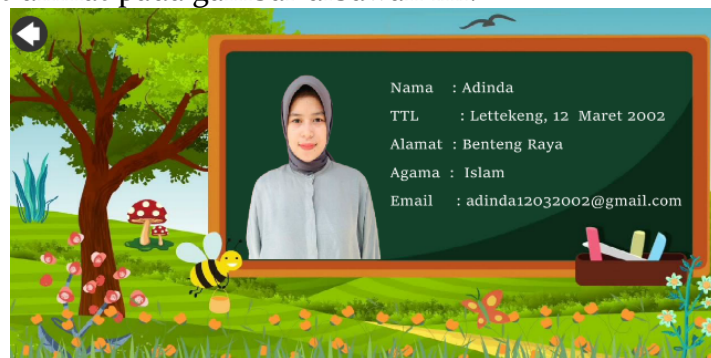 Nama : Adinda
TTL : Lettekeng, 12 Maret 2002
Alamat : Benteng Raya
Agama : Islam
Email : adinda12032002@gmail.com